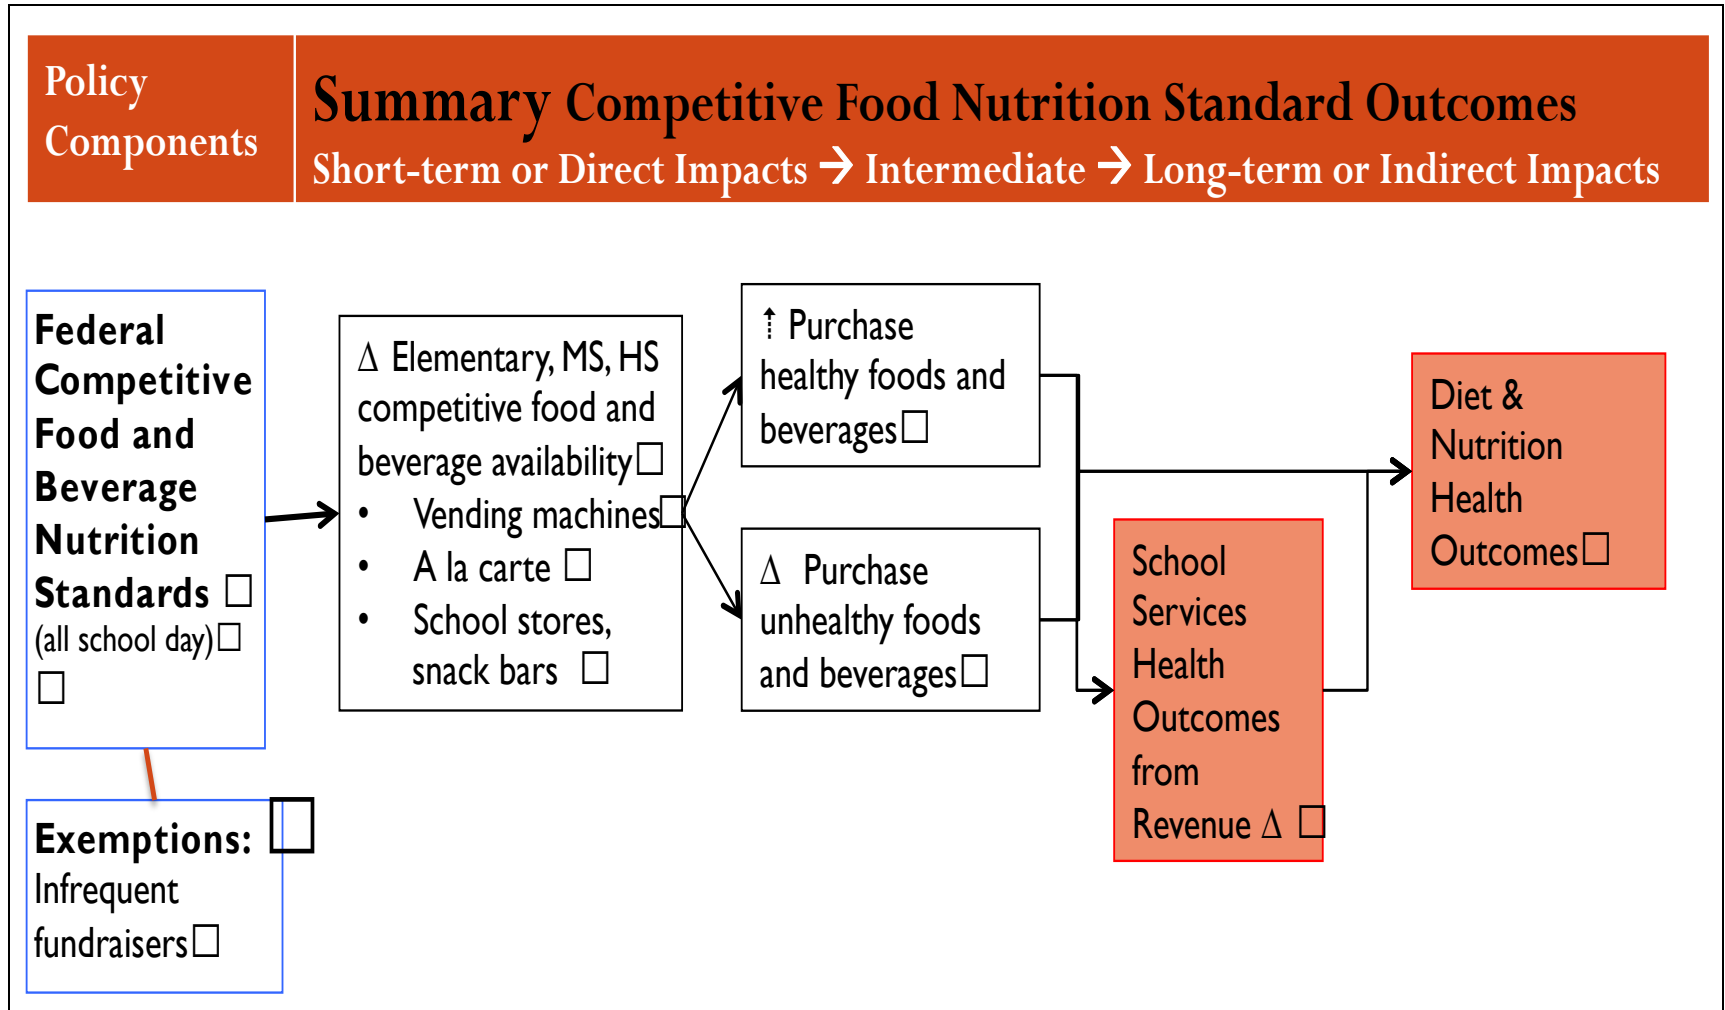 Policy
Components
Summary Competitive Food Nutrition Standard Outcomes
Short-term or Direct Impacts → Intermediate → Long-term or Indirect Impacts
Federal
Competitive
Food and
Beverage
Nutrition
Standards □
(all school day)□
□
Exemptions: □
Infrequent
fundraisers□
Δ Elementary, MS, HS
competitive food and
beverage availability□
• Vending machines□
• A la carte □
• School stores,
snack bars □
⇡ Purchase
healthy foods and
beverages□
Δ Purchase
unhealthy foods
and beverages□
School
Services
Health
Outcomes
from
Revenue Δ □
Diet &
Nutrition
Health
Outcomes□